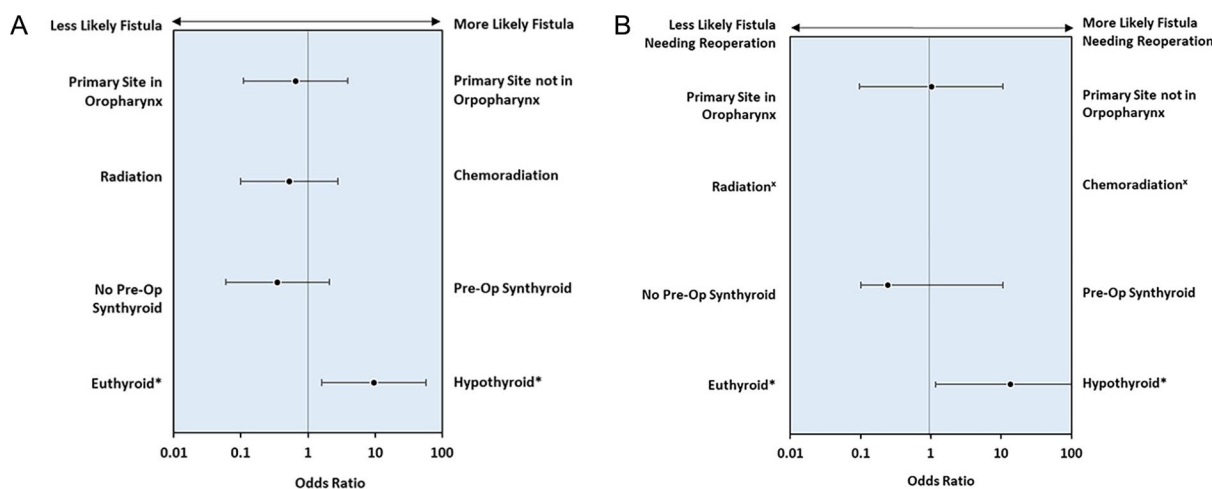 A
Less Likely Fistula
More Likely Fistula
Primary Site in
Oropharynx
Primary Site not in
Orpopharynx
Radiation
Chemoradiation
No Pre-Op
Synthyroid
Pre-Op Synthyroid
Euthyroid*
Hypothyroid*
0.01
0.1
1
10
100
Odds Ratio
B
Less Likely Fistula
Needing Reoperation
More Likely Fistula
Needing Reoperation
Primary Site in
Oropharynx
Primary Site not in
Orpopharynx
Radiationˣ
Chemoradiationˣ
No Pre-Op Synthyroid
Pre-Op Synthyroid
Euthyroid*
Hypothyroid*
0.01
0.1
1
10
100
Odds Ratio